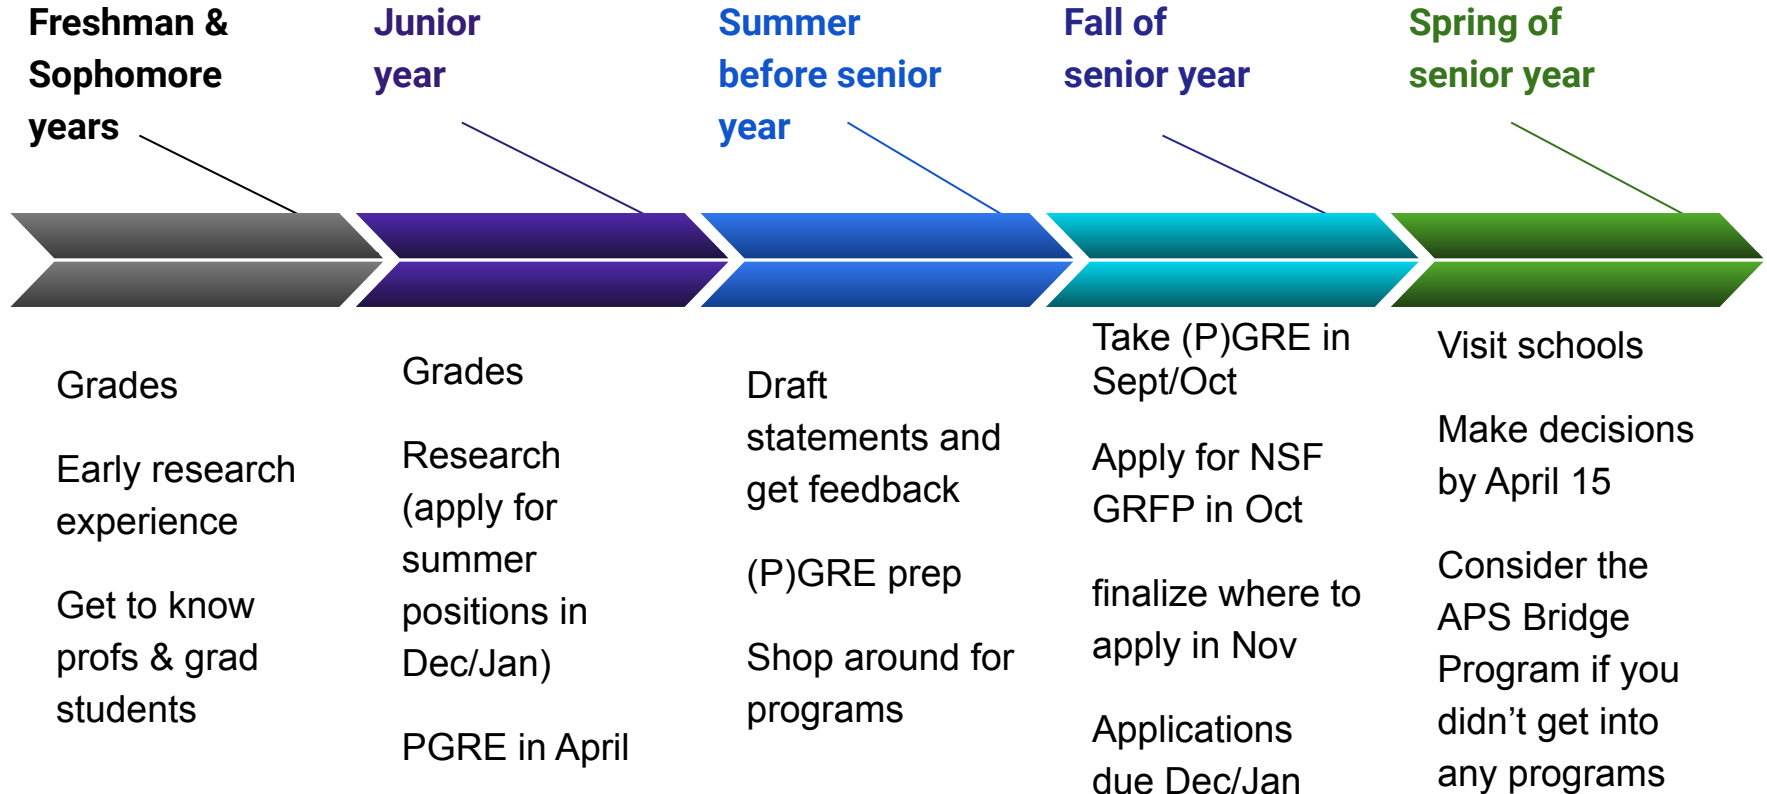 Freshman &
Sophomore
years
Junior
year
Summer
before senior
year
Fall of
senior year
Spring of
senior year
Grades
Early research
experience
Get to know
profs & grad
students
Grades
Research
(apply for
summer
positions in
Dec/Jan)
PGRE in April
Draft
statements and
get feedback
(P)GRE prep
Shop around for
programs
Take (P)GRE in
Sept/Oct
Apply for NSF
GRFP in Oct
finalize where to
apply in Nov
Applications
due Dec/Jan
Visit schools
Make decisions
by April 15
Consider the
APS Bridge
Program if you
didn’t get into
any programs